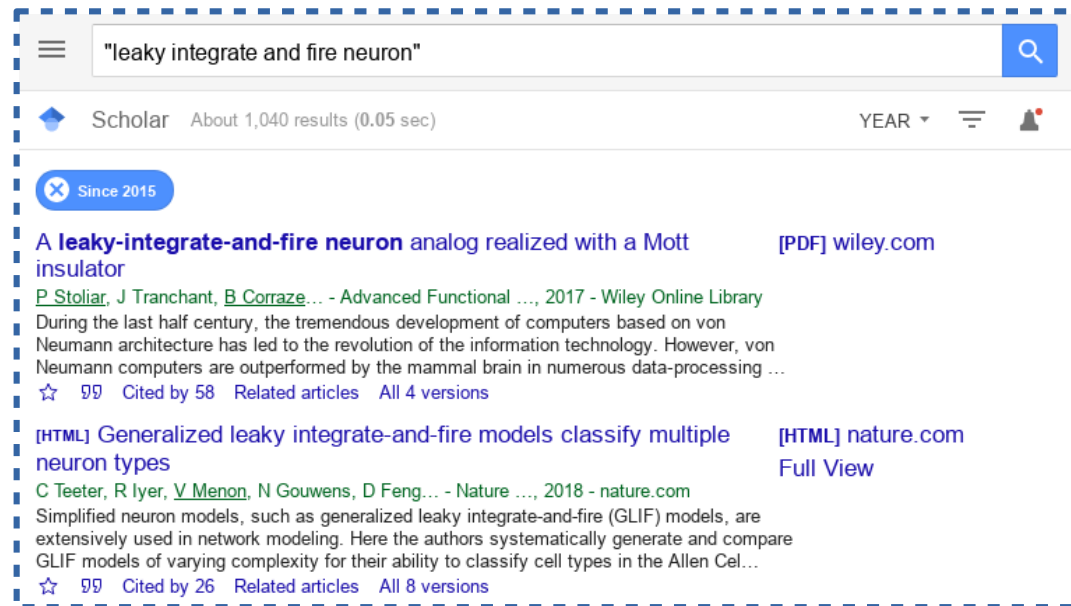 "leaky integrate and fire neuron"
Scholar About 1,040 results (0.05 sec) YEAR
Since 2015
A leaky-integrate-and-fire neuron analog realized with a Mott [PDF] wiley.com
insulator
P Stoliar, J Tranchant, B Corraze… - Advanced Functional …, 2017 - Wiley Online Library
During the last half century, the tremendous development of computers based on von
Neumann architecture has led to the revolution of the information technology. However, von
Neumann computers are outperformed by the mammal brain in numerous data-processing …
Cited by 58 Related articles All 4 versions
[HTML] Generalized leaky integrate-and-fire models classify multiple [HTML] nature.com
neuron types Full View
C Teeter, R Iyer, V Menon, N Gouwens, D Feng… - Nature …, 2018 - nature.com
Simplified neuron models, such as generalized leaky integrate-and-fire (GLIF) models, are
extensively used in network modeling. Here the authors systematically generate and compare
GLIF models of varying complexity for their ability to classify cell types in the Allen Cel…
Cited by 26 Related articles All 8 versions